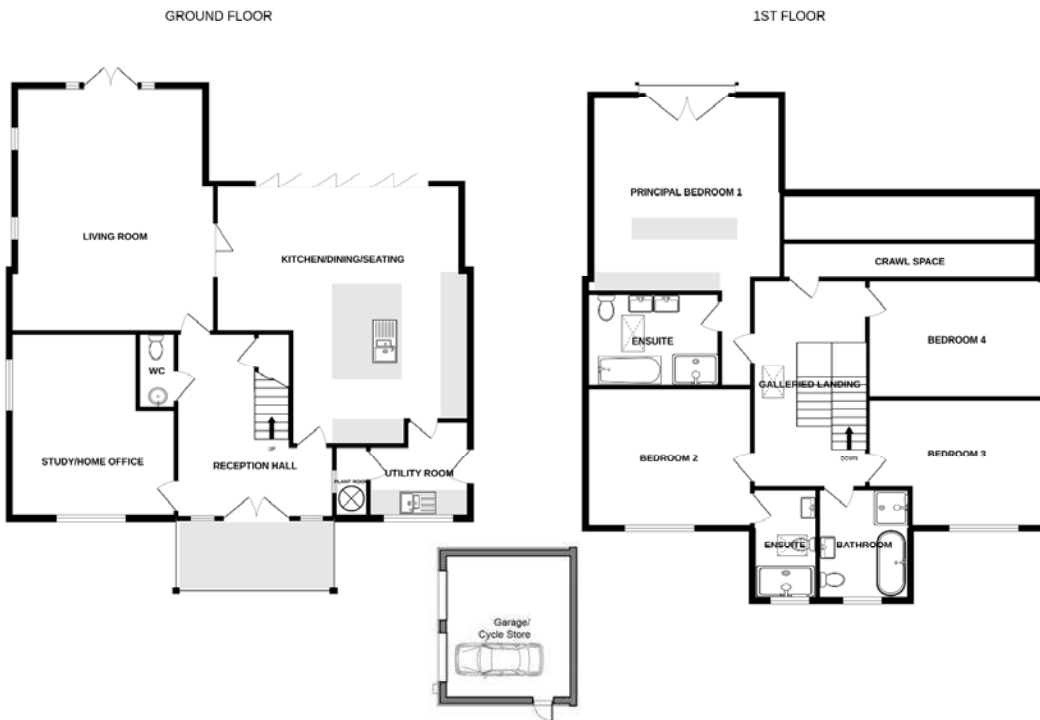 GROUND FLOOR
1ST FLOOR
LIVING ROOM
KITCHEN/DINING/SEATING
WC
STUDY/HOME OFFICE
RECEPTION HALL
UP
PLANT ROOM
UTILITY ROOM
PRINCIPAL BEDROOM 1
CRAWL SPACE
ENSUITE
BEDROOM 4
GALLERIED LANDING
BEDROOM 2
DOWN
BEDROOM 3
ENSUITE
BATHROOM
Garage/
Cycle Store